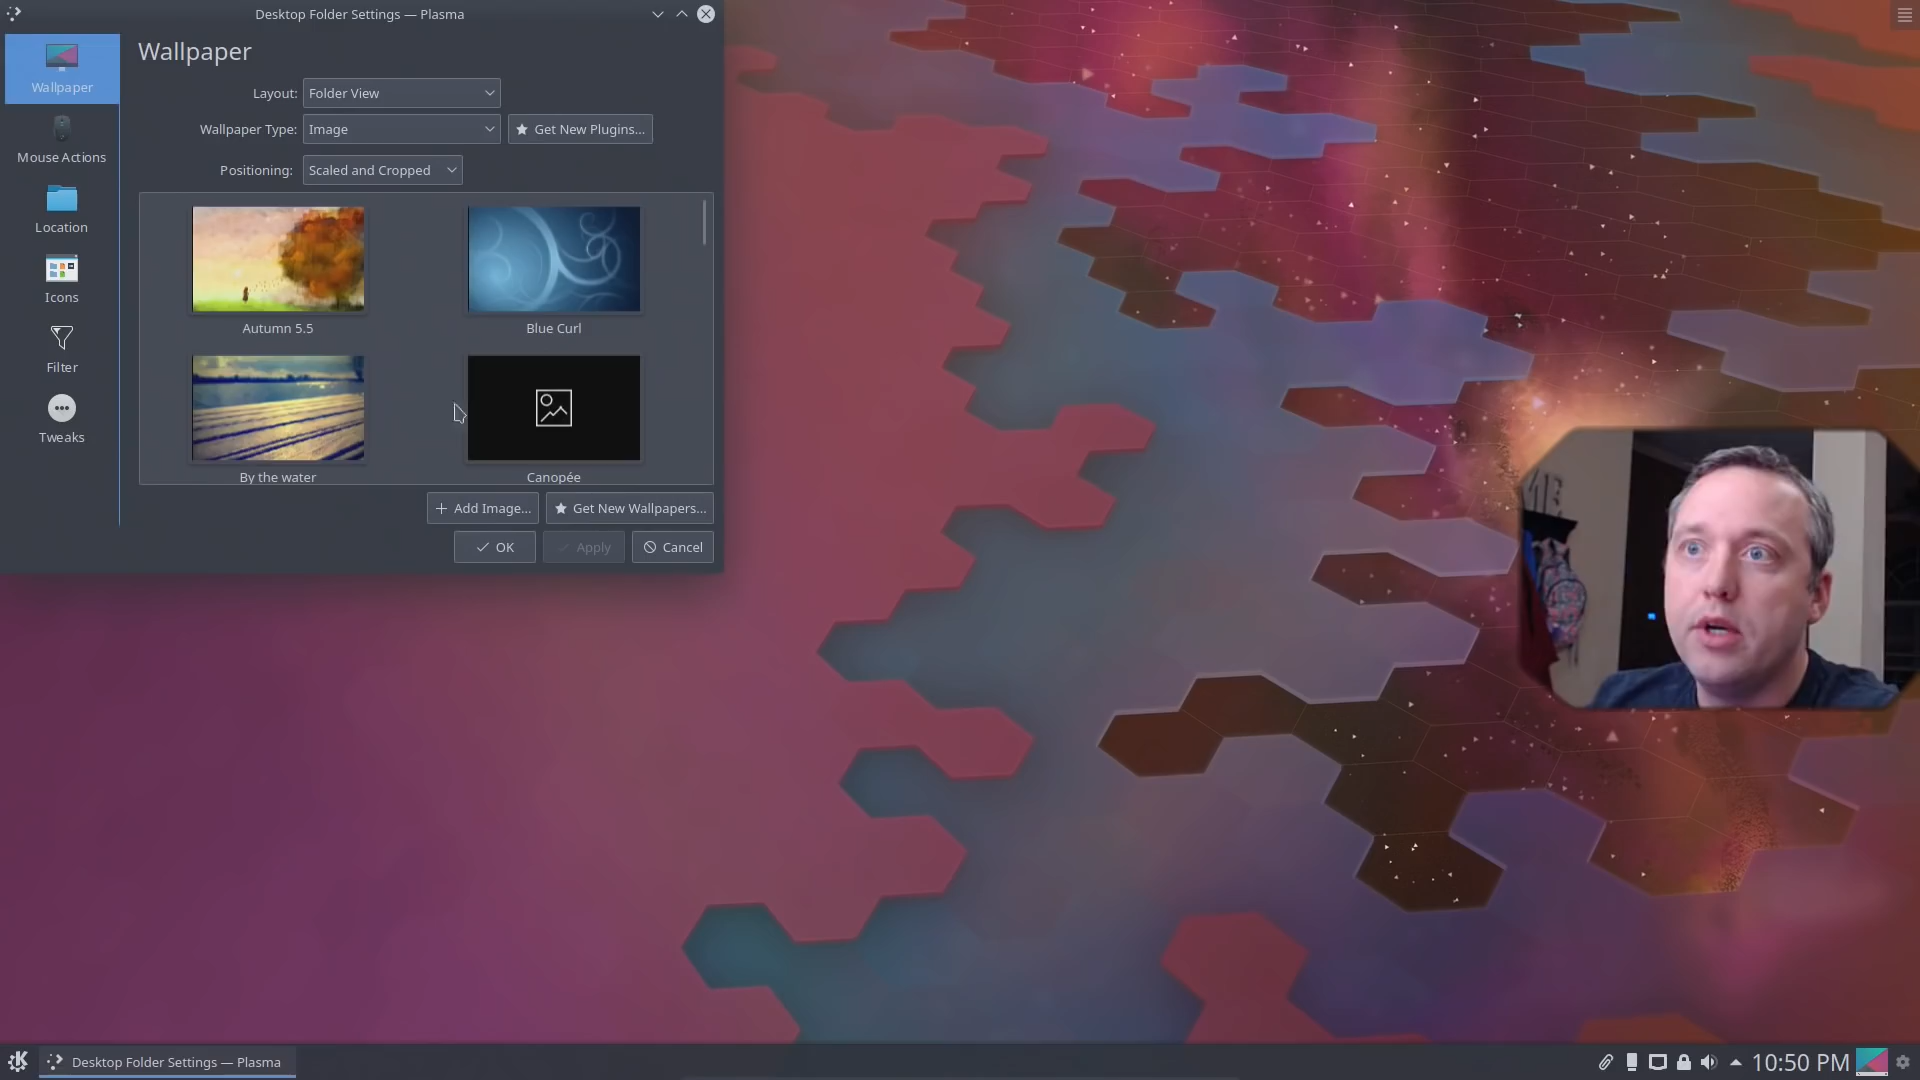 Desktop Folder Settings — Plasma
Wallpaper
Wallpaper
Mouse Actions
Location
Icons
Filter
Tweaks
Layout: Folder View
Wallpaper Type: Image Get New Plugins...
Positioning: Scaled and Cropped
Autumn 5.5 Blue Curl
By the water Canopée
Add Image... Get New Wallpapers...
OK Apply Cancel
Desktop Folder Settings — Plasma 10:50 PM